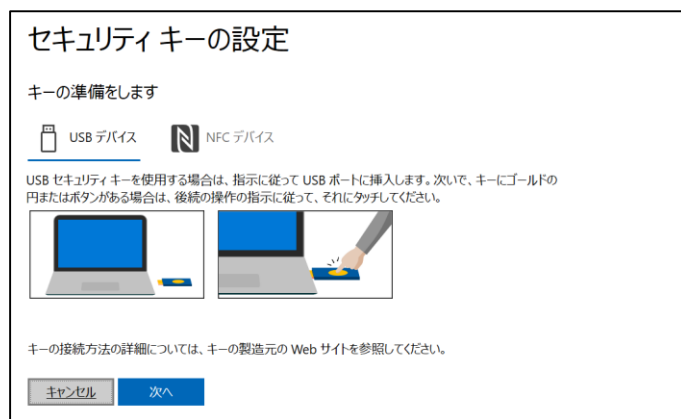 セキュリティ キーの設定
キーの準備をします
USB デバイス
NFC デバイス
USB セキュリティ キーを使用する場合は、指示に従って USB ポートに挿入します。次いで、キーにゴールドの
円またはボタンがある場合は、後続の操作の指示に従って、それにタッチしてください。
キーの接続方法の詳細については、キーの製造元の Web サイトを参照してください。
キャンセル
次へ